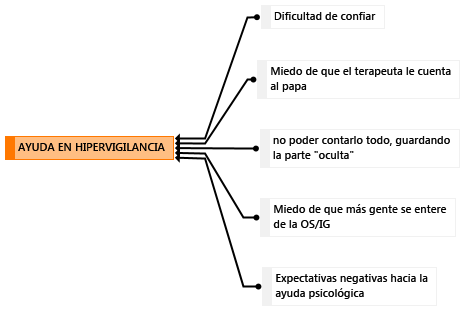 Dificultad de confiar
Miedo de que el terapeuta le cuenta
al papa
AYUDA EN HIPERVIGILANCIA
no poder contarlo todo, guardando
la parte "oculta"
Miedo de que más gente se entere
de la OS/IG
Expectativas negativas hacia la
ayuda psicológica